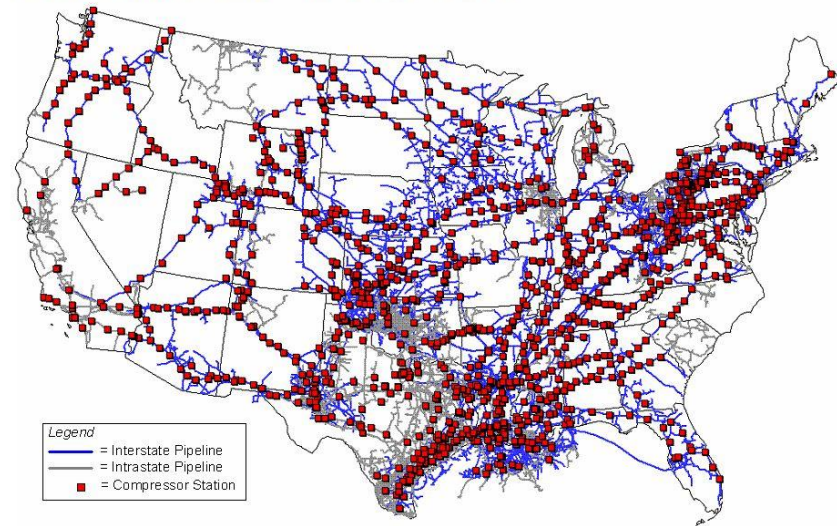 Legend
= Interstate Pipeline
= Intrastate Pipeline
= Compressor Station